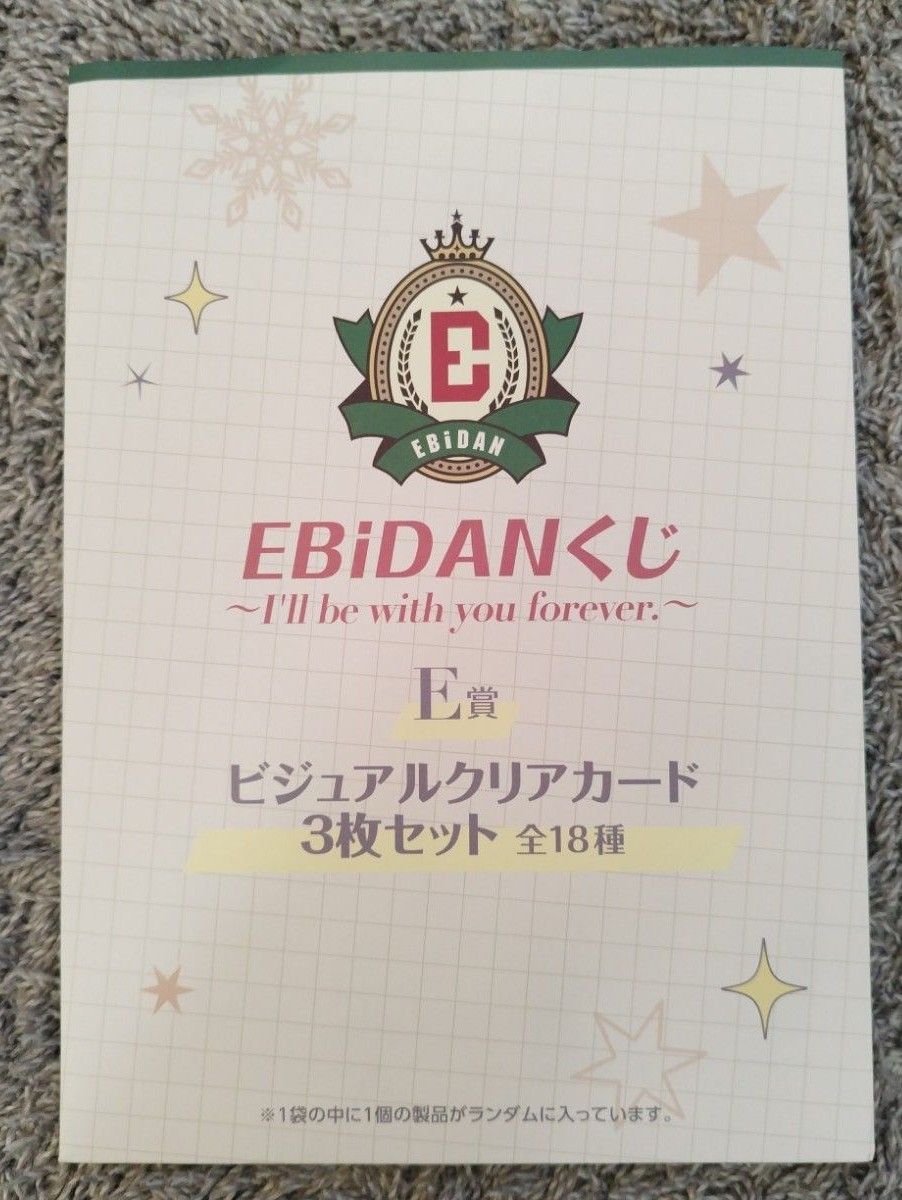 E
EBiDAN
EBiDANくじ
～I'll be with you forever.～
E賞
ビジュアルクリアカード
3枚セット 全18種
※1袋の中に1個の製品がランダムに入っています。